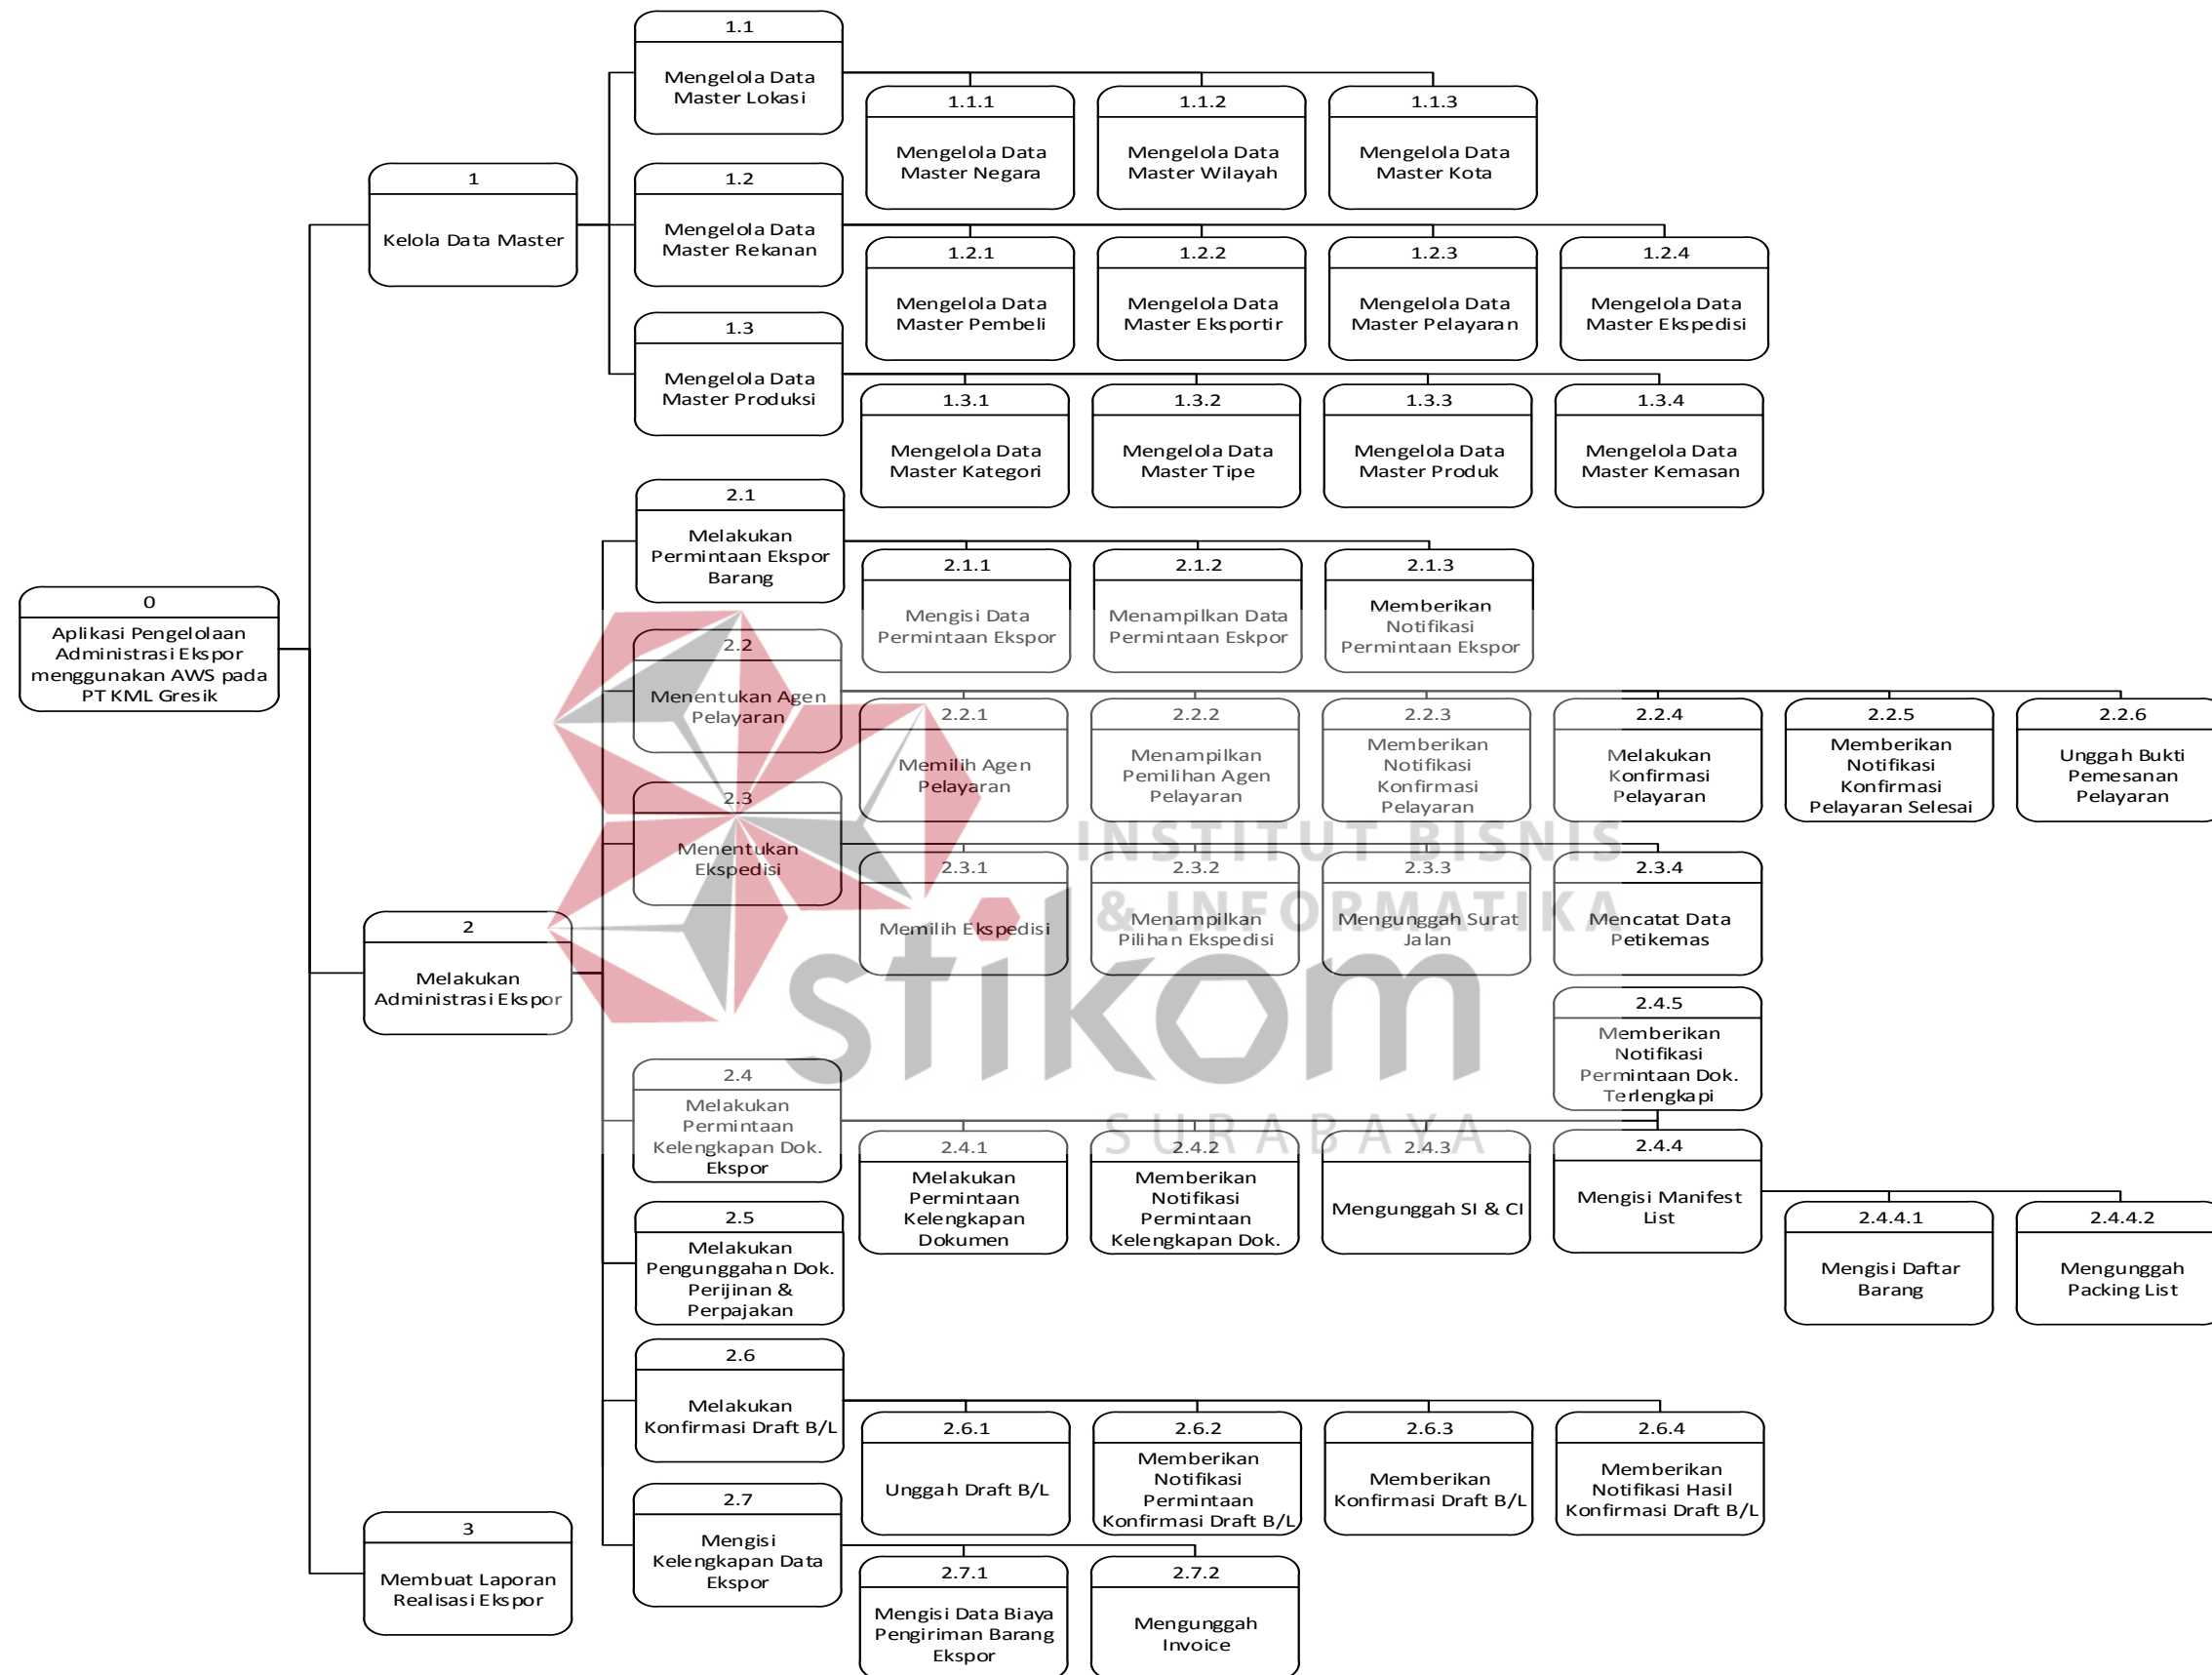 0
Aplikasi Pengelolaan
Administrasi Ekspor
menggunakan AWS pada
PT KML Gresik
1
Kelola Data Master
1.1
Mengelola Data
Master Lokasi
1.1.1
Mengelola Data
Master Negara
1.1.2
Mengelola Data
Master Wilayah
1.1.3
Mengelola Data
Master Kota
1.2
Mengelola Data
Master Rekanan
1.2.1
Mengelola Data
Master Pembeli
1.2.2
Mengelola Data
Master Eksportir
1.2.3
Mengelola Data
Master Pelayaran
1.2.4
Mengelola Data
Master Ekspedisi
1.3
Mengelola Data
Master Produksi
1.3.1
Mengelola Data
Master Kategori
1.3.2
Mengelola Data
Master Tipe
1.3.3
Mengelola Data
Master Produk
1.3.4
Mengelola Data
Master Kemasan
2
Melakukan
Administrasi Ekspor
2.1
Melakukan
Permintaan Ekspor
Barang
2.1.1
Mengisi Data
Permintaan Ekspor
2.1.2
Menampilkan Data
Permintaan Eskpor
2.1.3
Memberikan
Notifikasi
Permintaan Ekspor
2.2
Menentukan Agen
Pelayaran
2.2.1
Memilih Agen
Pelayaran
2.2.2
Menampilkan
Pemilihan Agen
Pelayaran
2.2.3
Memberikan
Notifikasi
Konfirmasi
Pelayaran
2.2.4
Melakukan
Konfirmasi
Pelayaran
2.2.5
Memberikan
Notifikasi
Konfirmasi
Pelayaran Selesai
2.2.6
Unggah Bukti
Pemesanan
Pelayaran
2.3
Menentukan
Ekspedisi
2.3.1
Memilih Ekspedisi
2.3.2
Menampilkan
Pilihan Ekspedisi
2.3.3
Mengunggah Surat
Jalan
2.3.4
Mencatat Data
Petikemas
2.4
Melakukan
Permintaan
Kelengkapan Dok.
Ekspor
2.4.1
Melakukan
Permintaan
Kelengkapan
Dokumen
2.4.2
Memberikan
Notifikasi
Permintaan
Kelengkapan Dok.
2.4.3
Mengunggah SI & CI
2.4.4
Mengisi Manifest
List
2.4.5
Memberikan
Notifikasi
Permintaan Dok.
Terlengkapi
2.4.4.1
Mengisi Daftar
Barang
2.4.4.2
Mengunggah
Packing List
2.5
Melakukan
Pengunggahan Dok.
Perijinan &
Perpajakan
2.6
Melakukan
Konfirmasi Draft B/L
2.6.1
Unggah Draft B/L
2.6.2
Memberikan
Notifikasi
Permintaan
Konfirmasi Draft B/L
2.6.3
Memberikan
Konfirmasi Draft B/L
2.6.4
Memberikan
Notifikasi Hasil
Konfirmasi Draft B/L
2.7
Mengisi
Kelengkapan Data
Ekspor
2.7.1
Mengisi Data Biaya
Pengiriman Barang
Ekspor
2.7.2
Mengunggah
Invoice
3
Membuat Laporan
Realisasi Ekspor
INSTITUT BISNIS
& INFORMATIKA
stikom
SURABAYA